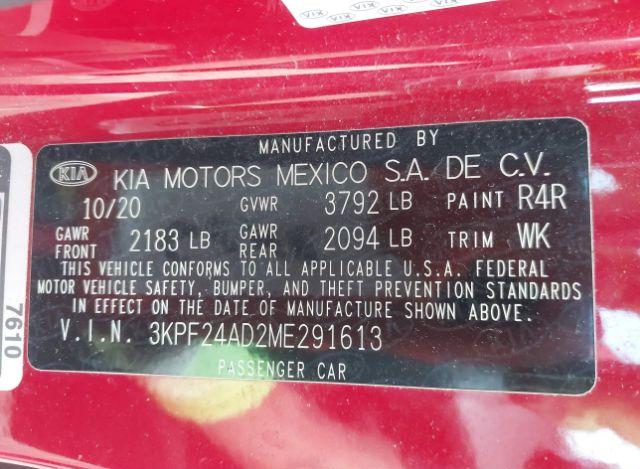 MANUFACTURED BY
KIA KIA MOTORS MEXICO S.A. DE C.V.
10/20 GVWR 3792 LB PAINT R4R
GAWR FRONT 2183 LB GAWR REAR 2094 LB TRIM WK
THIS VEHICLE CONFORMS TO ALL APPLICABLE U.S.A. FEDERAL
MOTOR VEHICLE SAFETY, BUMPER, AND THEFT PREVENTION STANDARDS
IN EFFECT ON THE DATE OF MANUFACTURE SHOWN ABOVE.
V.I.N. 3KPF24AD2ME291613
PASSENGER CAR
7610